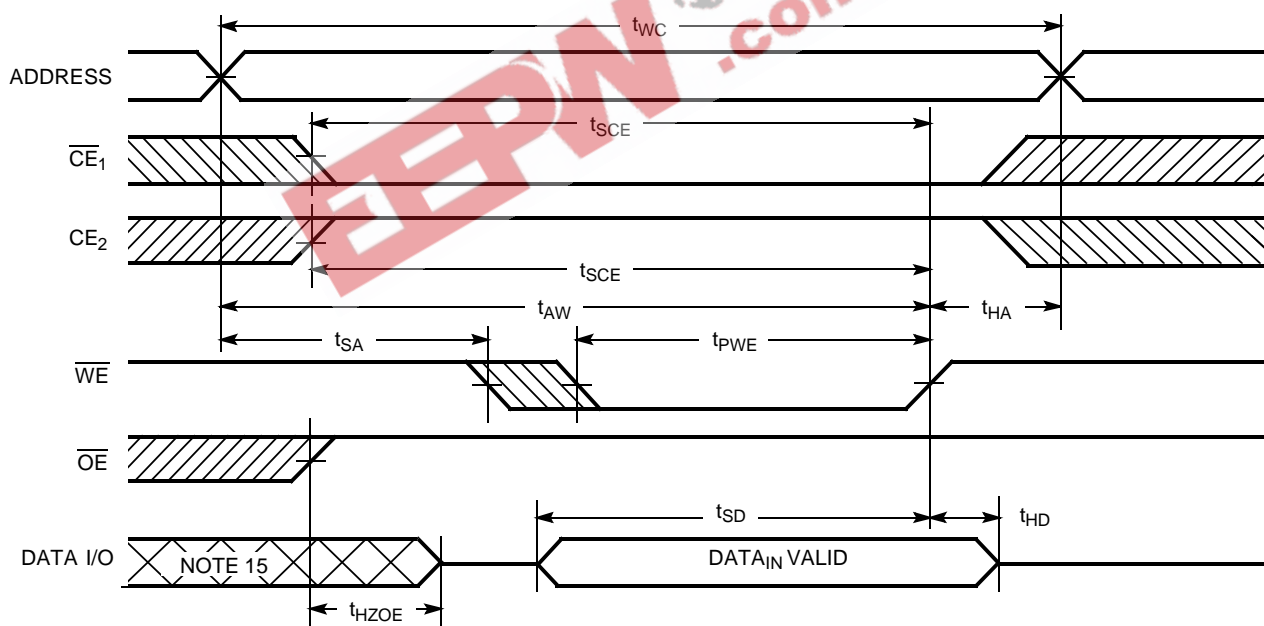 tWC
ADDRESS
tSCE
CE1
CE2
tSCE
tAW
tHA
tSA
tPWE
WE
OE
tSD
tHD
DATA I/O
NOTE 15
DATAIN VALID
tHZOE
EEPW
.com